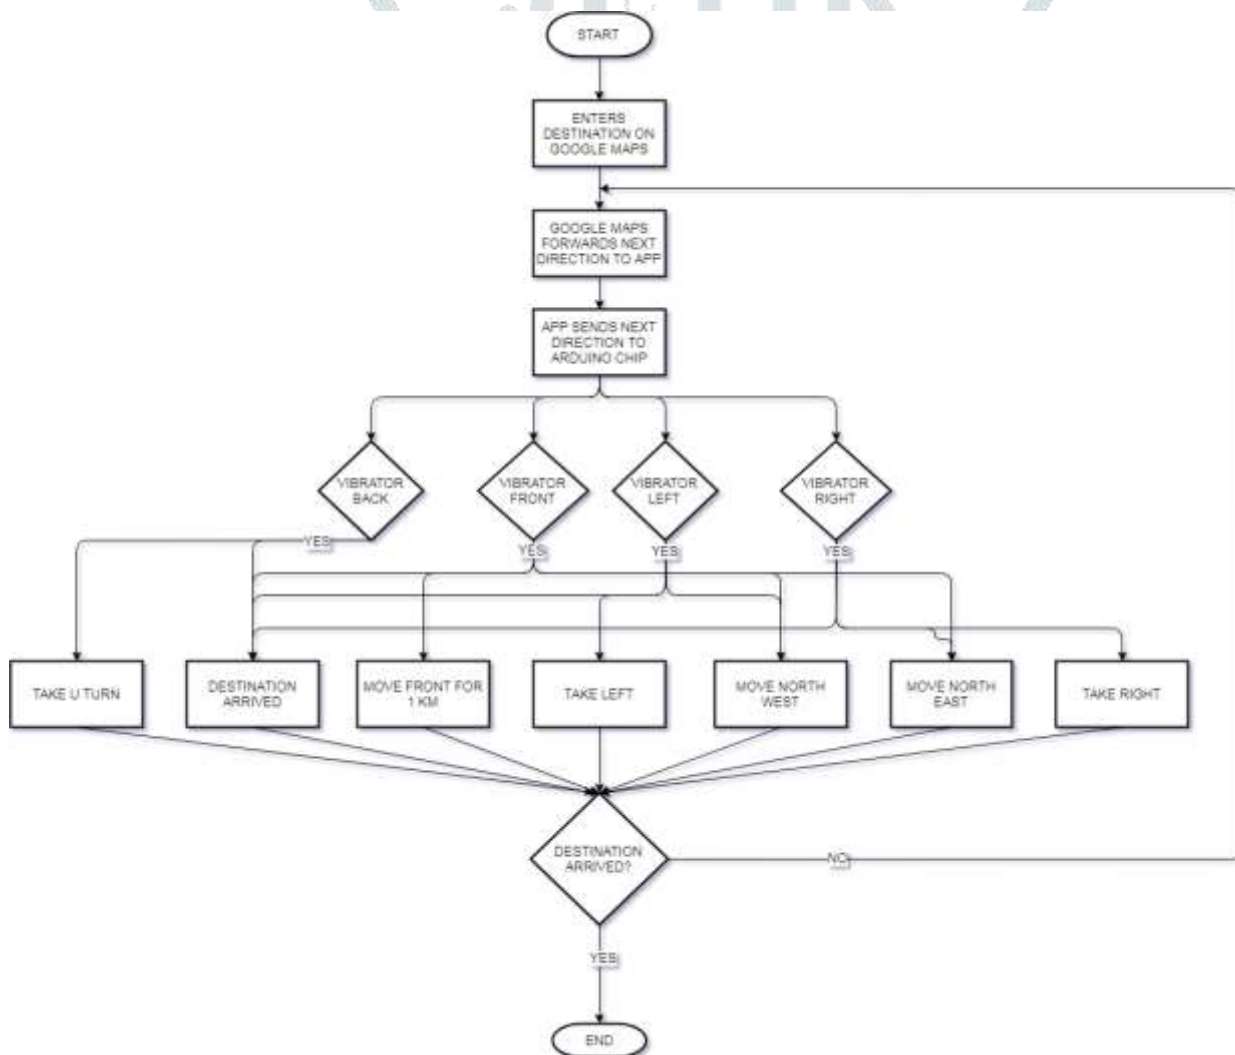 START
ENTERS
DESTINATION ON
GOOGLE MAPS
GOOGLE MAPS
FORWARDS NEXT
DIRECTION TO APP
APP SENDS NEXT
DIRECTION TO
ARDUINO CHIP
VIBRATOR
BACK
VIBRATOR
FRONT
VIBRATOR
LEFT
VIBRATOR
RIGHT
YES
YES
YES
YES
TAKE U TURN
DESTINATION
ARRIVED
MOVE FRONT FOR
1 KM
TAKE LEFT
MOVE NORTH
WEST
MOVE NORTH
EAST
TAKE RIGHT
DESTINATION
ARRIVED?
NO
YES
END